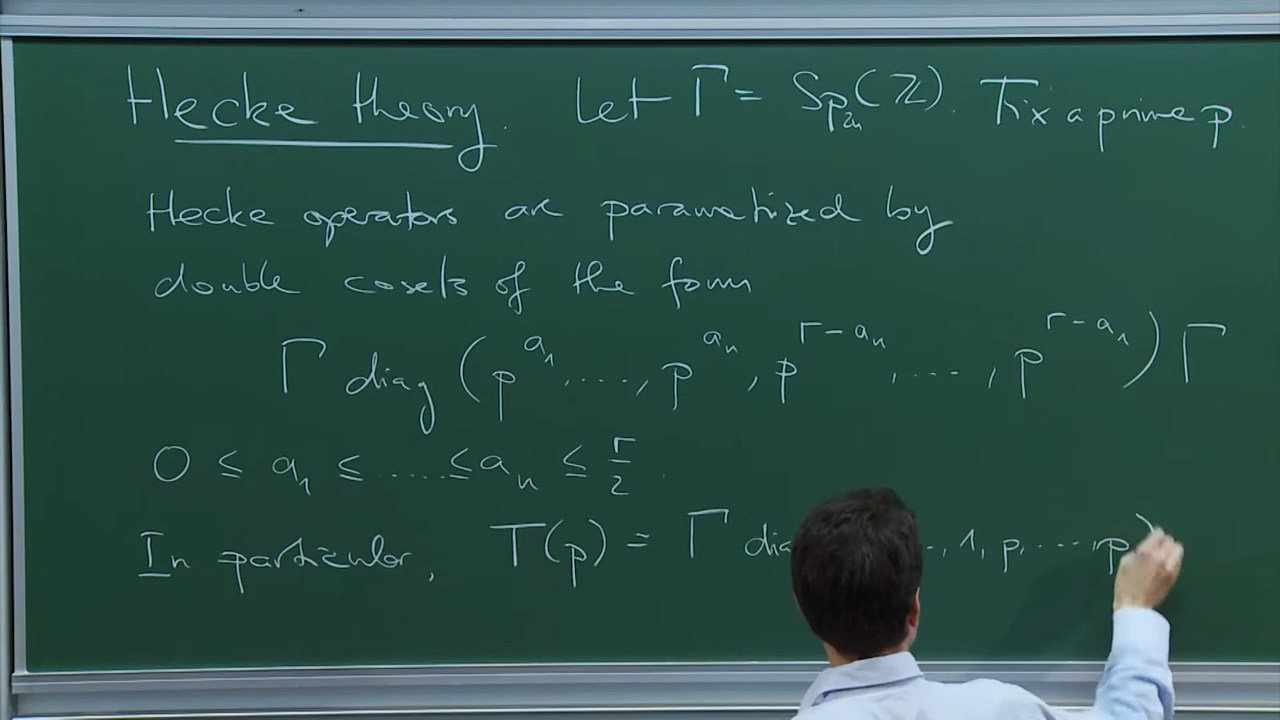 Hecke theory. Let Γ = Sp₂ₙ(ℤ). Fix a prime p.
Hecke operators are parametrized by
double cosets of the form
Γ diag (p^{a₁}, ...., p^{aₙ}, p^{r-aₙ}, ...., p^{r-a₁}) Γ
0 ≤ a₁ ≤ ..... ≤ aₙ ≤ r/2.
In particular, T(p) = Γ ..., 1, p, ..., p)